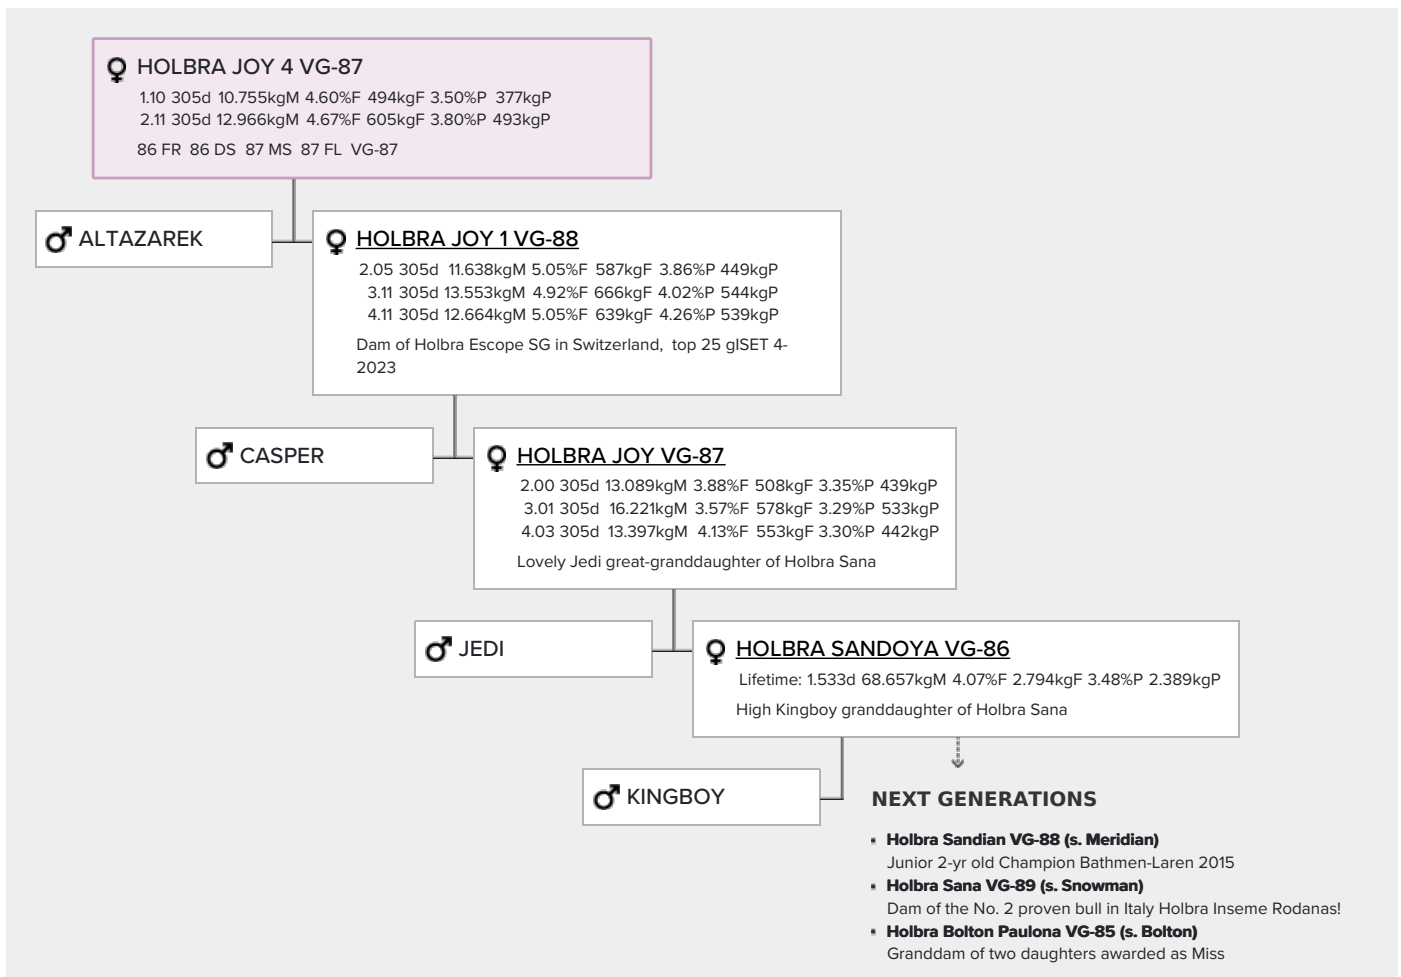 HOLBRA JOY 4 VG-87
1.10 305d 10.755kgM 4.60%F 494kgF 3.50%P 377kgP
2.11 305d 12.966kgM 4.67%F 605kgF 3.80%P 493kgP
86 FR 86 DS 87 MS 87 FL VG-87
ALTAZAREK
HOLBRA JOY 1 VG-88
2.05 305d 11.638kgM 5.05%F 587kgF 3.86%P 449kgP
3.11 305d 13.553kgM 4.92%F 666kgF 4.02%P 544kgP
4.11 305d 12.664kgM 5.05%F 639kgF 4.26%P 539kgP
Dam of Holbra Escope SG in Switzerland, top 25 gISET 4-
2023
CASPER
HOLBRA JOY VG-87
2.00 305d 13.089kgM 3.88%F 508kgF 3.35%P 439kgP
3.01 305d 16.221kgM 3.57%F 578kgF 3.29%P 533kgP
4.03 305d 13.397kgM 4.13%F 553kgF 3.30%P 442kgP
Lovely Jedi great-granddaughter of Holbra Sana
JEDI
HOLBRA SANDOYA VG-86
Lifetime: 1.533d 68.657kgM 4.07%F 2.794kgF 3.48%P 2.389kgP
High Kingboy granddaughter of Holbra Sana
KINGBOY
NEXT GENERATIONS
Holbra Sandian VG-88 (s. Meridian)
Junior 2-yr old Champion Bathmen-Laren 2015
Holbra Sana VG-89 (s. Snowman)
Dam of the No. 2 proven bull in Italy Holbra Inseme Rodanas!
Holbra Bolton Paulona VG-85 (s. Bolton)
Granddam of two daughters awarded as Miss